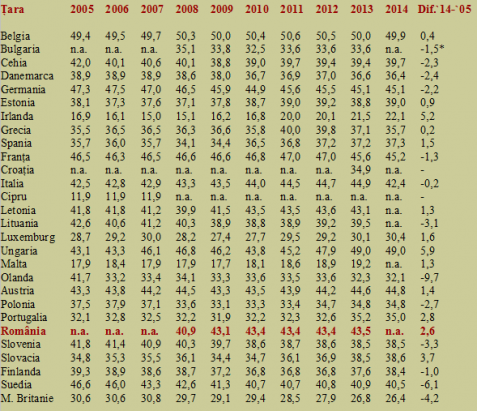 Țara 2005 2006 2007 2008 2009 2010 2011 2012 2013 2014 Dif.`14-`05
Belgia 49,4 49,5 49,7 50,3 50,0 50,4 50,6 50,5 50,0 49,9 0,4
Bulgaria n.a. n.a. n.a. 35,1 33,8 32,5 33,6 33,6 33,6 n.a. -1,5*
Cehia 42,0 40,1 40,6 40,1 38,8 39,0 39,7 39,4 39,4 39,7 -2,3
Danemarca 38,9 38,9 38,9 38,6 38,0 36,7 36,9 37,0 36,6 36,4 -2,4
Germania 47,3 47,5 47,0 46,5 45,9 44,9 45,6 45,5 45,1 45,1 -2,2
Estonia 38,1 37,3 37,6 37,1 37,8 38,7 39,0 39,2 38,8 39,0 0,9
Irlanda 16,9 16,1 15,0 15,1 16,2 16,8 20,0 20,1 21,5 22,1 5,2
Grecia 35,5 36,5 36,5 36,3 36,6 35,8 40,0 39,8 37,1 35,7 0,2
Spania 35,7 36,0 35,7 34,1 34,4 36,5 36,8 37,2 37,2 37,3 1,5
Franța 46,5 46,3 46,5 46,6 46,6 46,8 47,0 47,0 45,6 45,2 -1,3
Croația n.a. n.a. n.a. n.a. n.a. n.a. n.a. n.a. 34,9 n.a. -
Italia 42,5 42,8 42,9 43,3 43,5 44,0 44,5 44,7 44,9 42,4 -0,2
Cipru 11,9 11,9 11,9 n.a. n.a. n.a. n.a. n.a. n.a. n.a. -
Letonia 41,8 41,8 41,2 39,9 41,5 43,5 43,5 43,6 43,1 n.a. 1,3
Lituania 42,6 40,6 41,2 40,3 38,9 38,8 38,9 39,2 39,5 n.a. -3,1
Luxemburg 28,7 29,2 30,0 28,2 27,4 27,7 29,5 29,2 30,1 30,4 1,6
Ungaria 43,1 43,3 46,1 46,8 46,2 43,8 45,2 47,9 49,0 49,0 5,9
Malta 17,9 18,4 17,9 17,9 17,7 18,1 18,6 18,9 19,2 n.a. 1,3
Olanda 41,7 33,2 33,4 34,1 33,3 33,6 33,5 33,6 32,3 32,1 -9,7
Austria 43,3 43,8 44,2 44,5 43,3 43,5 43,9 44,2 44,6 44,8 1,4
Polonia 37,5 37,9 37,1 33,6 33,1 33,3 33,4 34,7 34,8 34,8 -2,7
Portugalia 32,1 32,8 32,5 32,2 31,9 32,2 32,3 32,6 35,2 35,0 2,8
România n.a. n.a. n.a. 40,9 43,1 43,4 43,4 43,4 43,5 n.a. 2,6
Slovenia 41,8 41,4 40,9 40,3 39,7 38,6 38,7 38,6 38,5 38,5 -3,3
Slovacia 34,8 35,3 35,5 36,1 34,4 34,7 36,1 36,9 38,5 38,6 3,7
Finlanda 39,3 38,9 38,6 38,7 37,2 36,8 36,8 36,8 37,6 38,4 -1,0
Suedia 46,6 46,0 43,3 42,6 41,3 40,7 40,7 40,8 40,9 40,5 -6,1
M. Britanie 30,6 30,6 30,8 29,7 29,1 29,4 28,5 27,9 26,8 26,4 -4,2